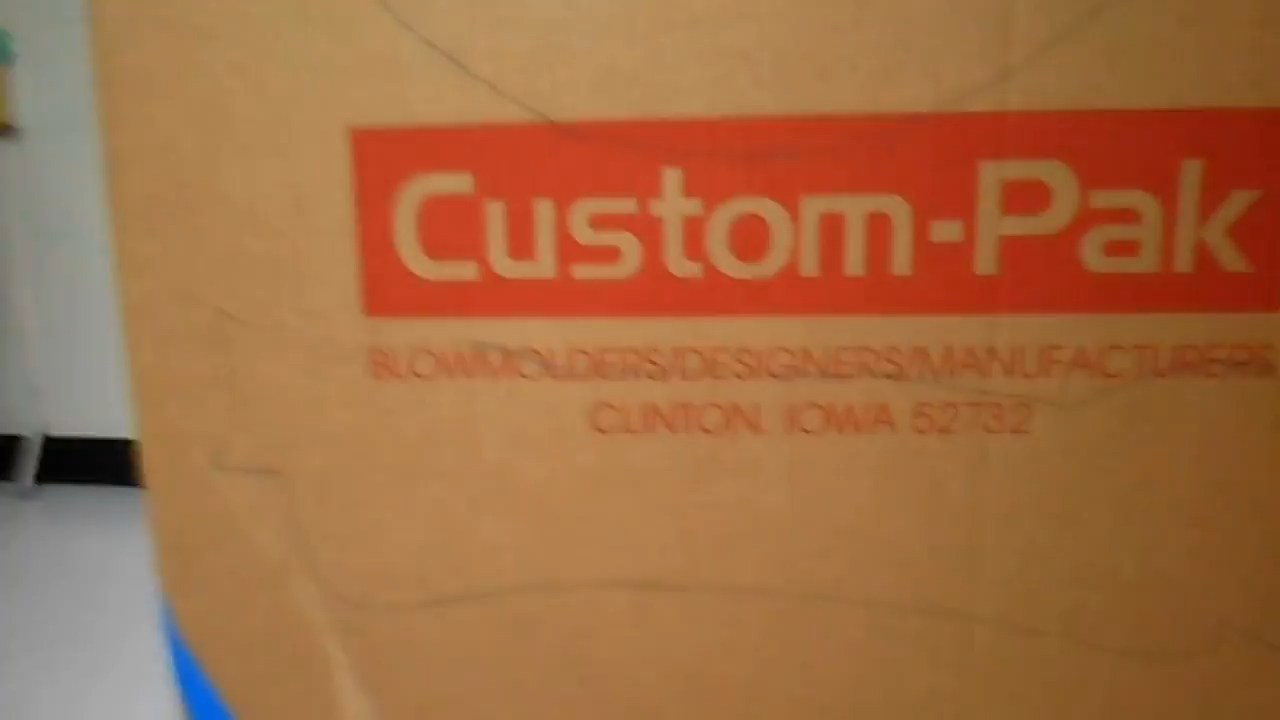 Custom-Pak
BLOWMOLDERS/DESIGNERS/MANUFACTURERS
CLINTON, IOWA 52732